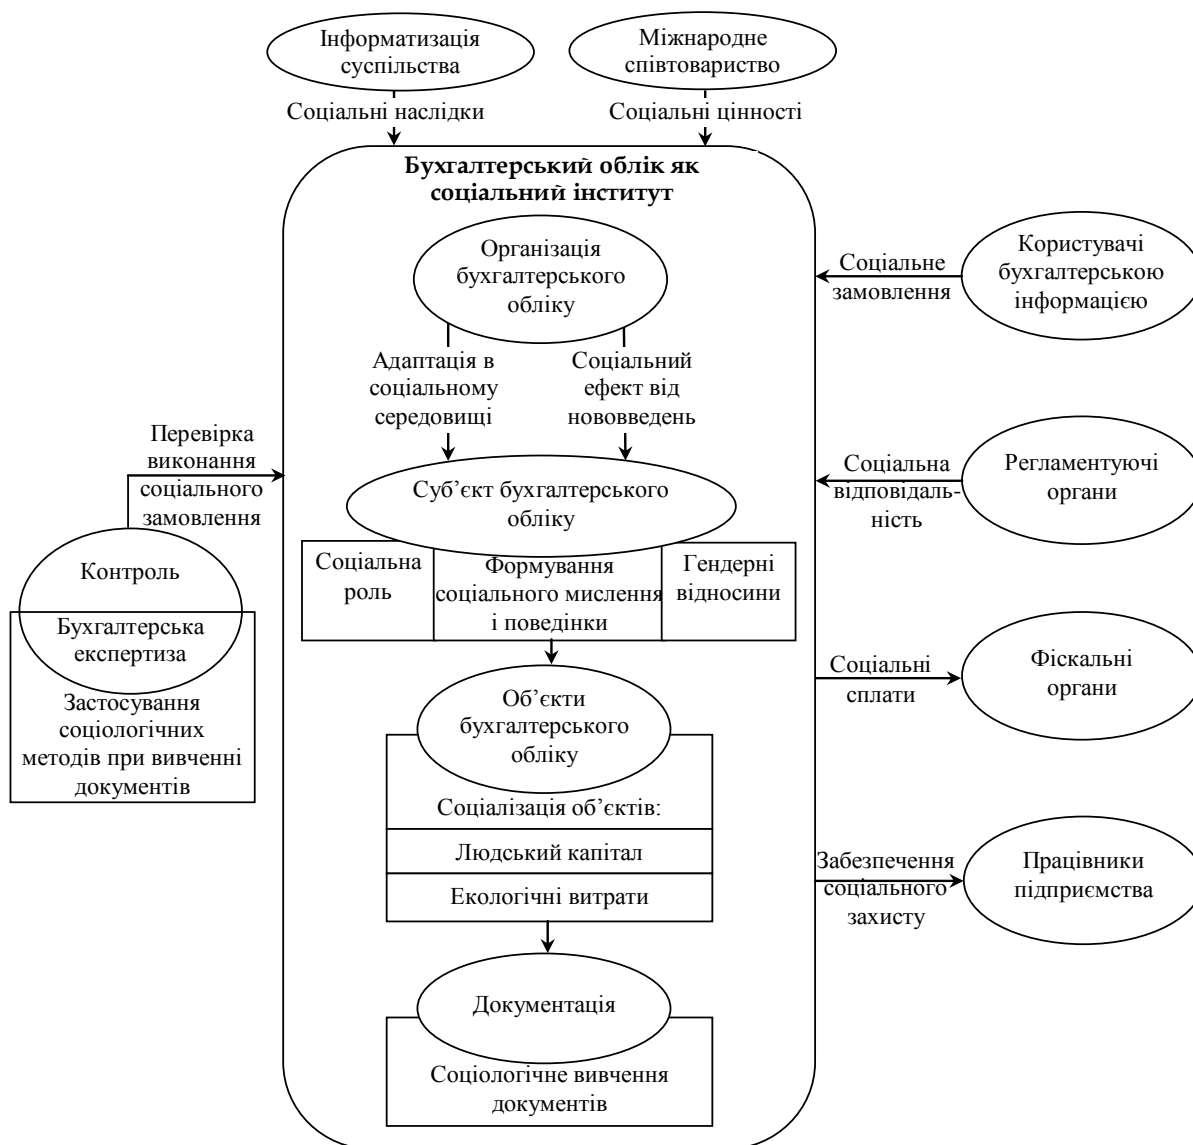 Інформатизація
суспільства
Міжнародне
співтовариство
Соціальні наслідки
Соціальні цінності
Бухгалтерський облік як
соціальний інститут
Організація
бухгалтерського
обліку
Адаптація в
соціальному
середовищі
Соціальний
ефект від
нововведень
Суб’єкт бухгалтерського
обліку
Соціальна
роль
Формування
соціального мислення
і поведінки
Гендерні
відносини
Об’єкти
бухгалтерського
обліку
Соціалізація об’єктів:
Людський капітал
Екологічні витрати
Документація
Соціологічне вивчення
документів
Перевірка
виконання
соціального
замовлення
Контроль
Бухгалтерська
експертиза
Застосування
соціологічних
методів при вивченні
документів
Соціальне
замовлення
Користувачі
бухгалтерською
інформацією
Соціальна
відповідаль-
ність
Регламентуючі
органи
Соціальні
сплати
Фіскальні
органи
Забезпечення
соціального
захисту
Працівники
підприємства